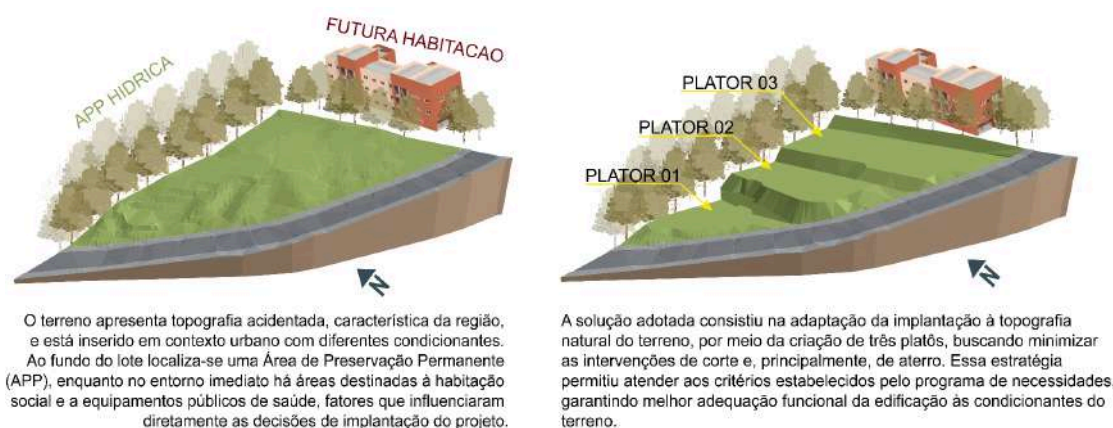 APP HIDRICA
FUTURA HABITACAO
N
O terreno apresenta topografia acidentada, característica da região,
e está inserido em contexto urbano com diferentes condicionantes.
Ao fundo do lote localiza-se uma Área de Preservação Permanente
(APP), enquanto no entorno imediato há áreas destinadas à habitação
social e a equipamentos públicos de saúde, fatores que influenciaram
diretamente as decisões de implantação do projeto.
PLATOR 03
PLATOR 02
PLATOR 01
N
A solução adotada consistiu na adaptação da implantação à topografia
natural do terreno, por meio da criação de três platôs, buscando minimizar
as intervenções de corte e, principalmente, de aterro. Essa estratégia
permitiu atender aos critérios estabelecidos pelo programa de necessidades,
garantindo melhor adequação funcional da edificação às condicionantes do
terreno.